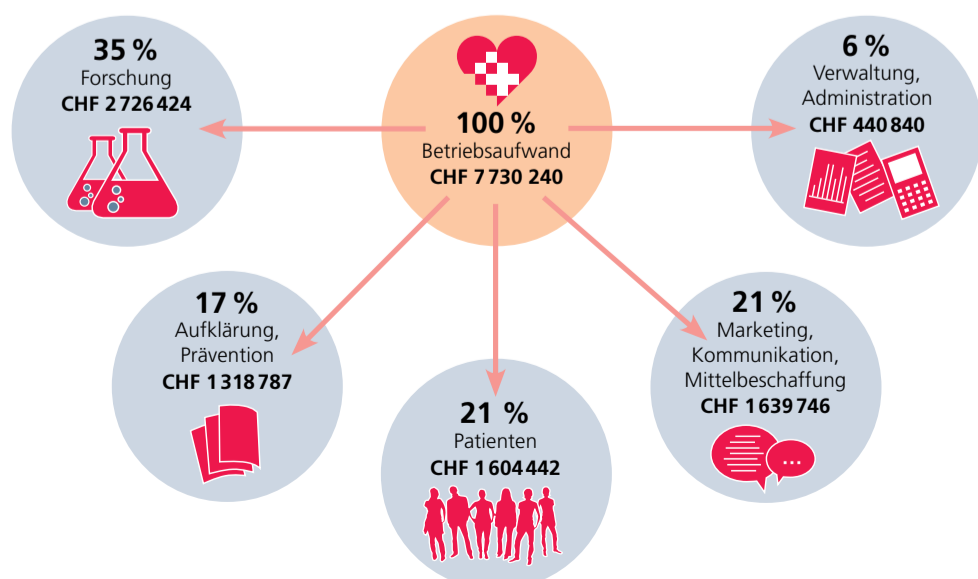 35 %
Forschung
CHF 2 726 424
100 %
Betriebsaufwand
CHF 7 730 240
6 %
Verwaltung,
Administration
CHF 440 840
17 %
Aufklärung,
Prävention
CHF 1 318 787
21 %
Patienten
CHF 1 604 442
21 %
Marketing,
Kommunikation,
Mittelbeschaffung
CHF 1 639 746